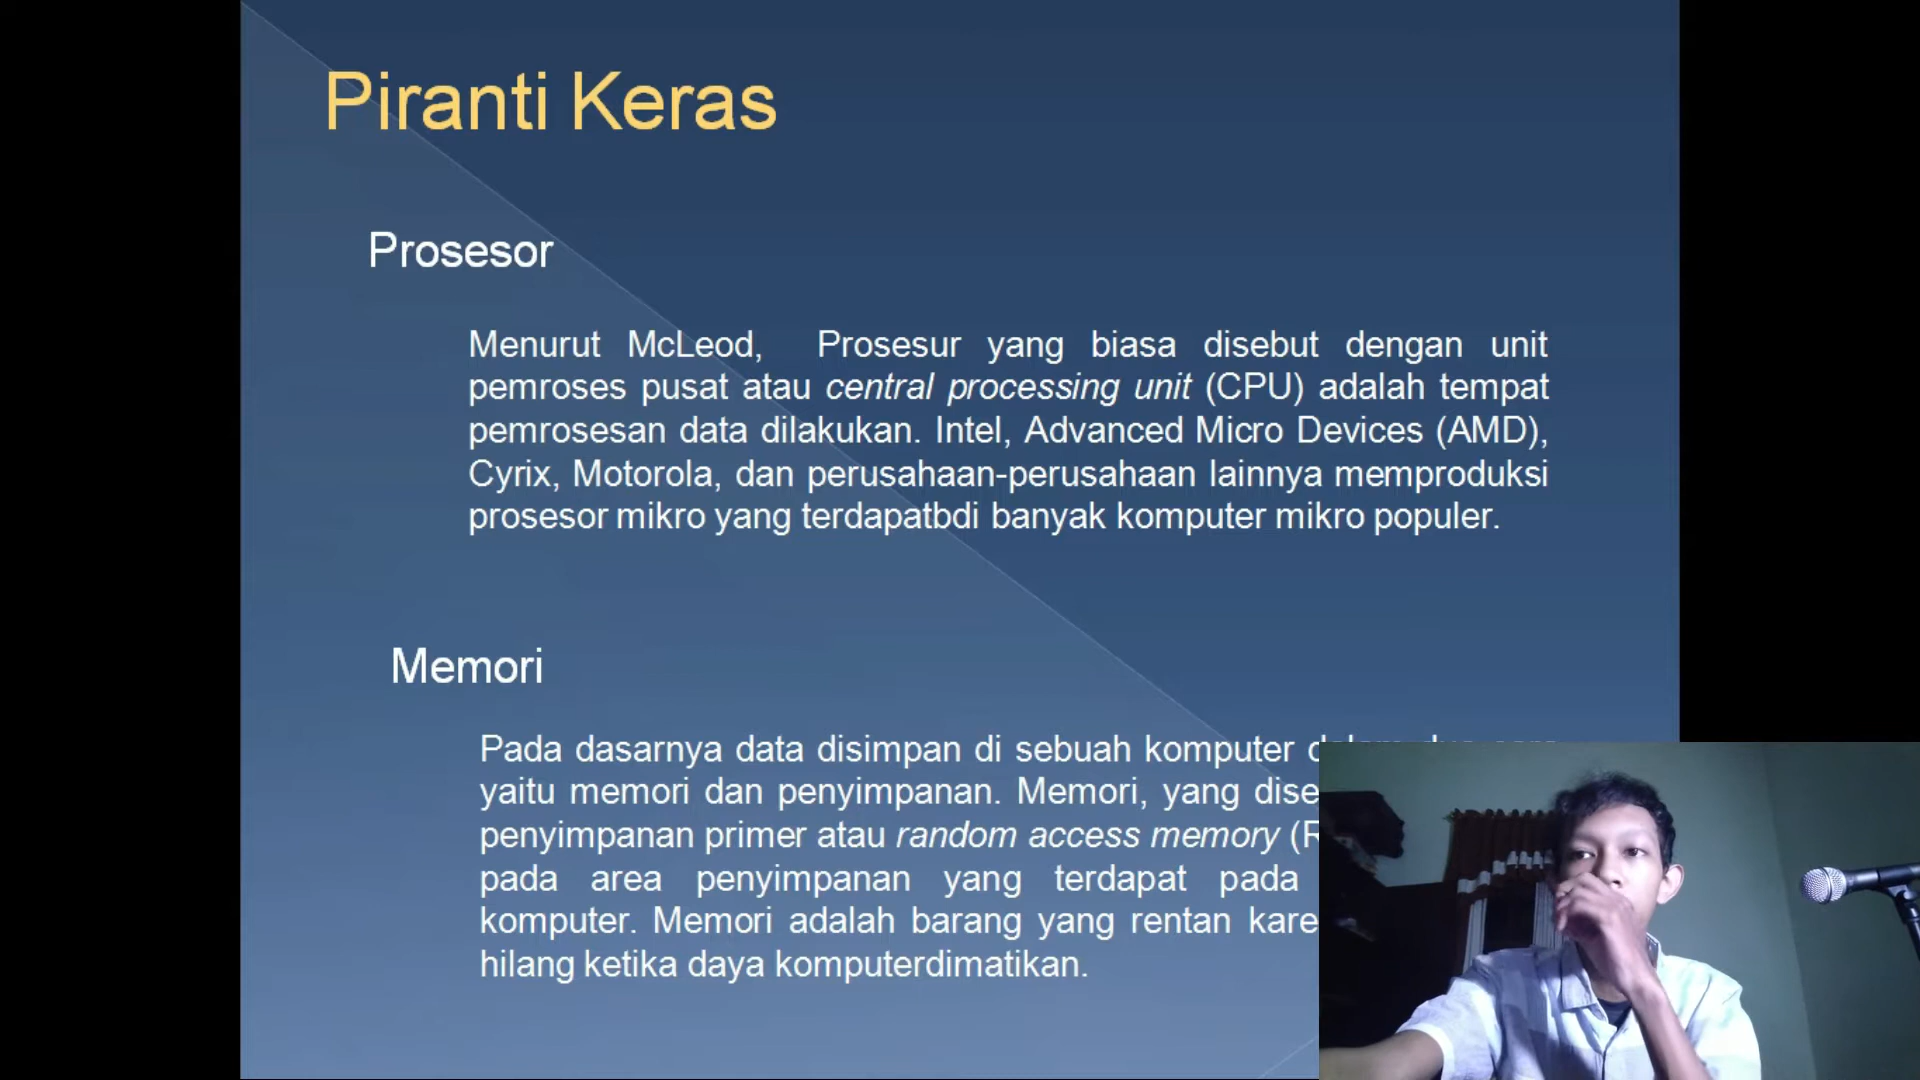 Piranti Keras
Prosesor
Menurut McLeod, Prosesur yang biasa disebut dengan unit
pemroses pusat atau central processing unit (CPU) adalah tempat
pemrosesan data dilakukan. Intel, Advanced Micro Devices (AMD),
Cyrix, Motorola, dan perusahaan-perusahaan lainnya memproduksi
prosesor mikro yang terdapatbdi banyak komputer mikro populer.
Memori
Pada dasarnya data disimpan di sebuah komputer
yaitu memori dan penyimpanan. Memori, yang
penyimpanan primer atau random access memory
pada area penyimpanan yang terdapat pada
komputer. Memori adalah barang yang rentan
hilang ketika daya komputerdimatikan.